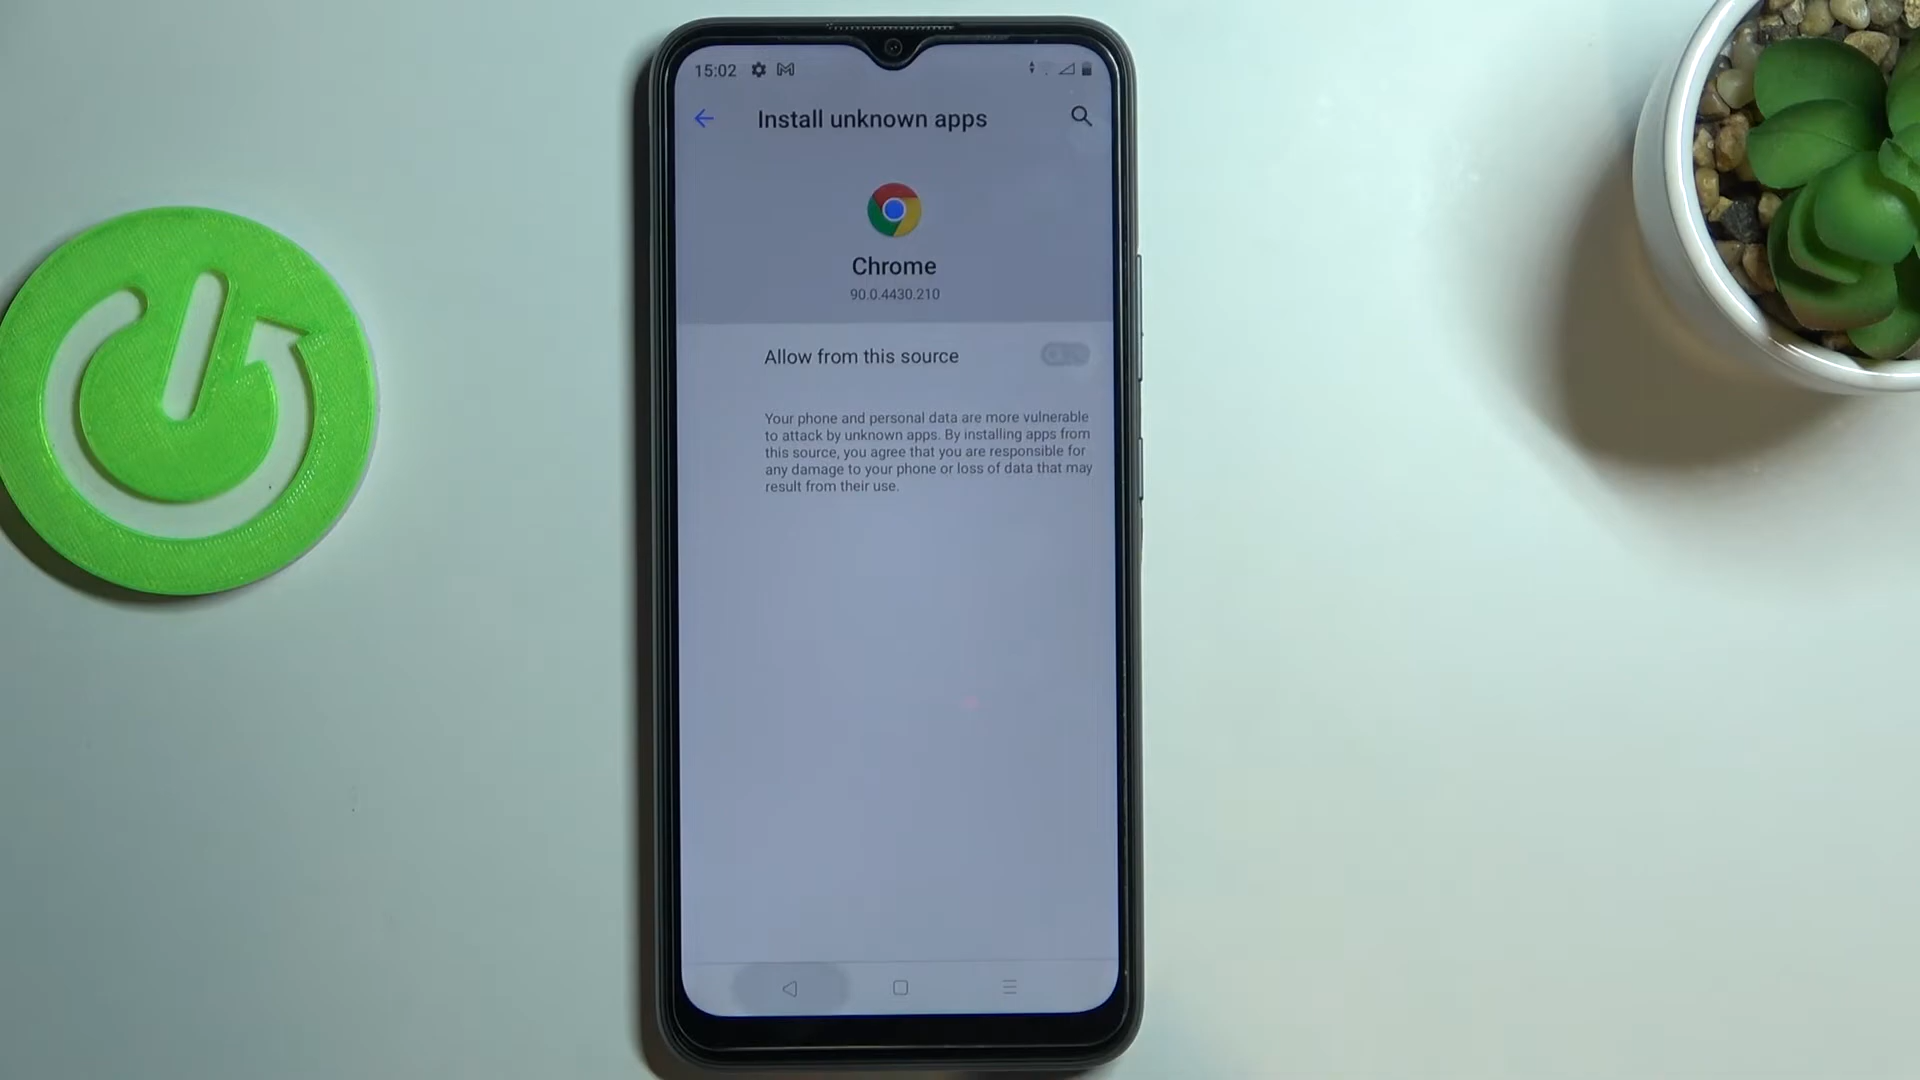 15:02
Install unknown apps
Chrome
90.0.4430.210
Allow from this source
Your phone and personal data are more vulnerable
to attack by unknown apps. By installing apps from
this source, you agree that you are responsible for
any damage to your phone or loss of data that may
result from their use.